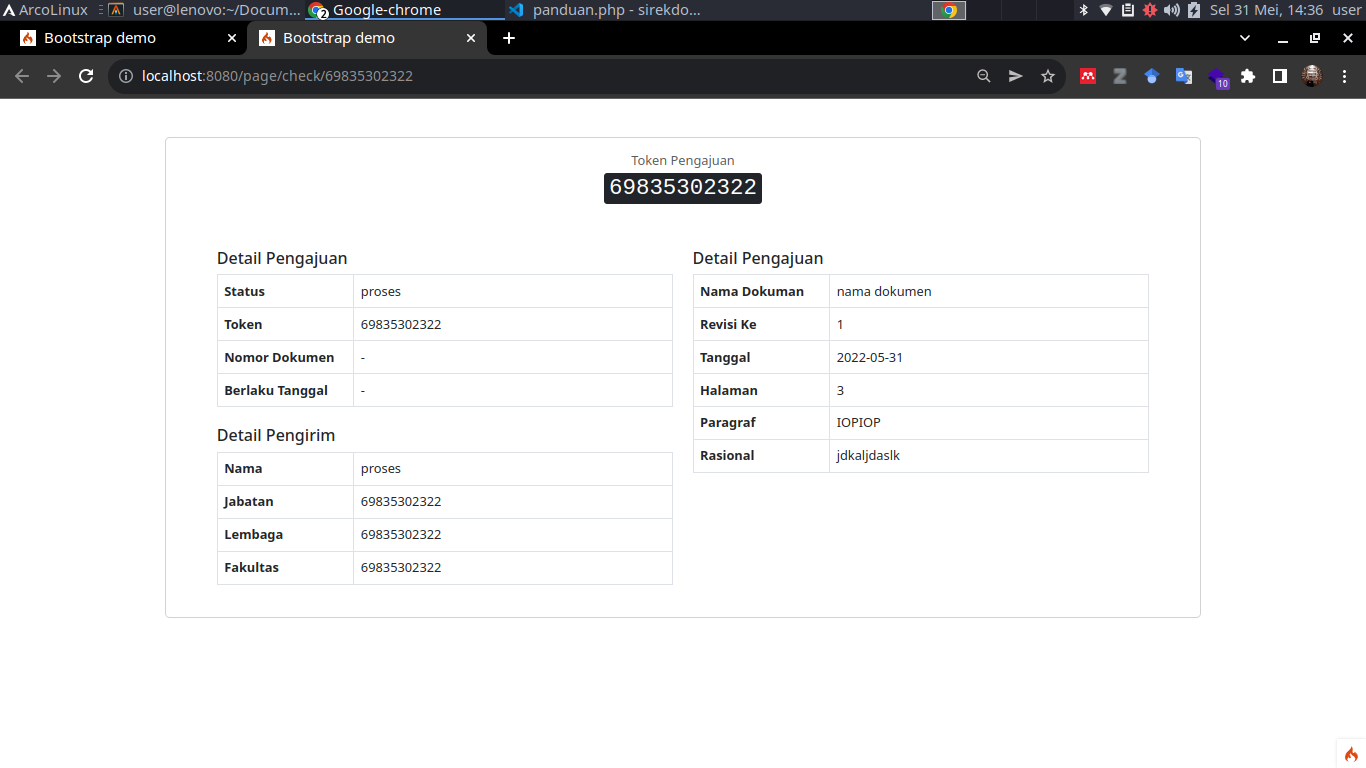 ArcoLinux
user@lenovo:~/Docum...
2
Google-chrome
panduan.php - sirekdo...
Sel 31 Mei, 14:36
user
Bootstrap demo
Bootstrap demo
localhost:8080/page/check/69835302322
10
Token Pengajuan
69835302322
Detail Pengajuan
Status proses
Token 69835302322
Nomor Dokumen -
Berlaku Tanggal -
Detail Pengirim
Nama proses
Jabatan 69835302322
Lembaga 69835302322
Fakultas 69835302322
Detail Pengajuan
Nama Dokuman nama dokumen
Revisi Ke 1
Tanggal 2022-05-31
Halaman 3
Paragraf IOPIOP
Rasional jdkaljdaslk